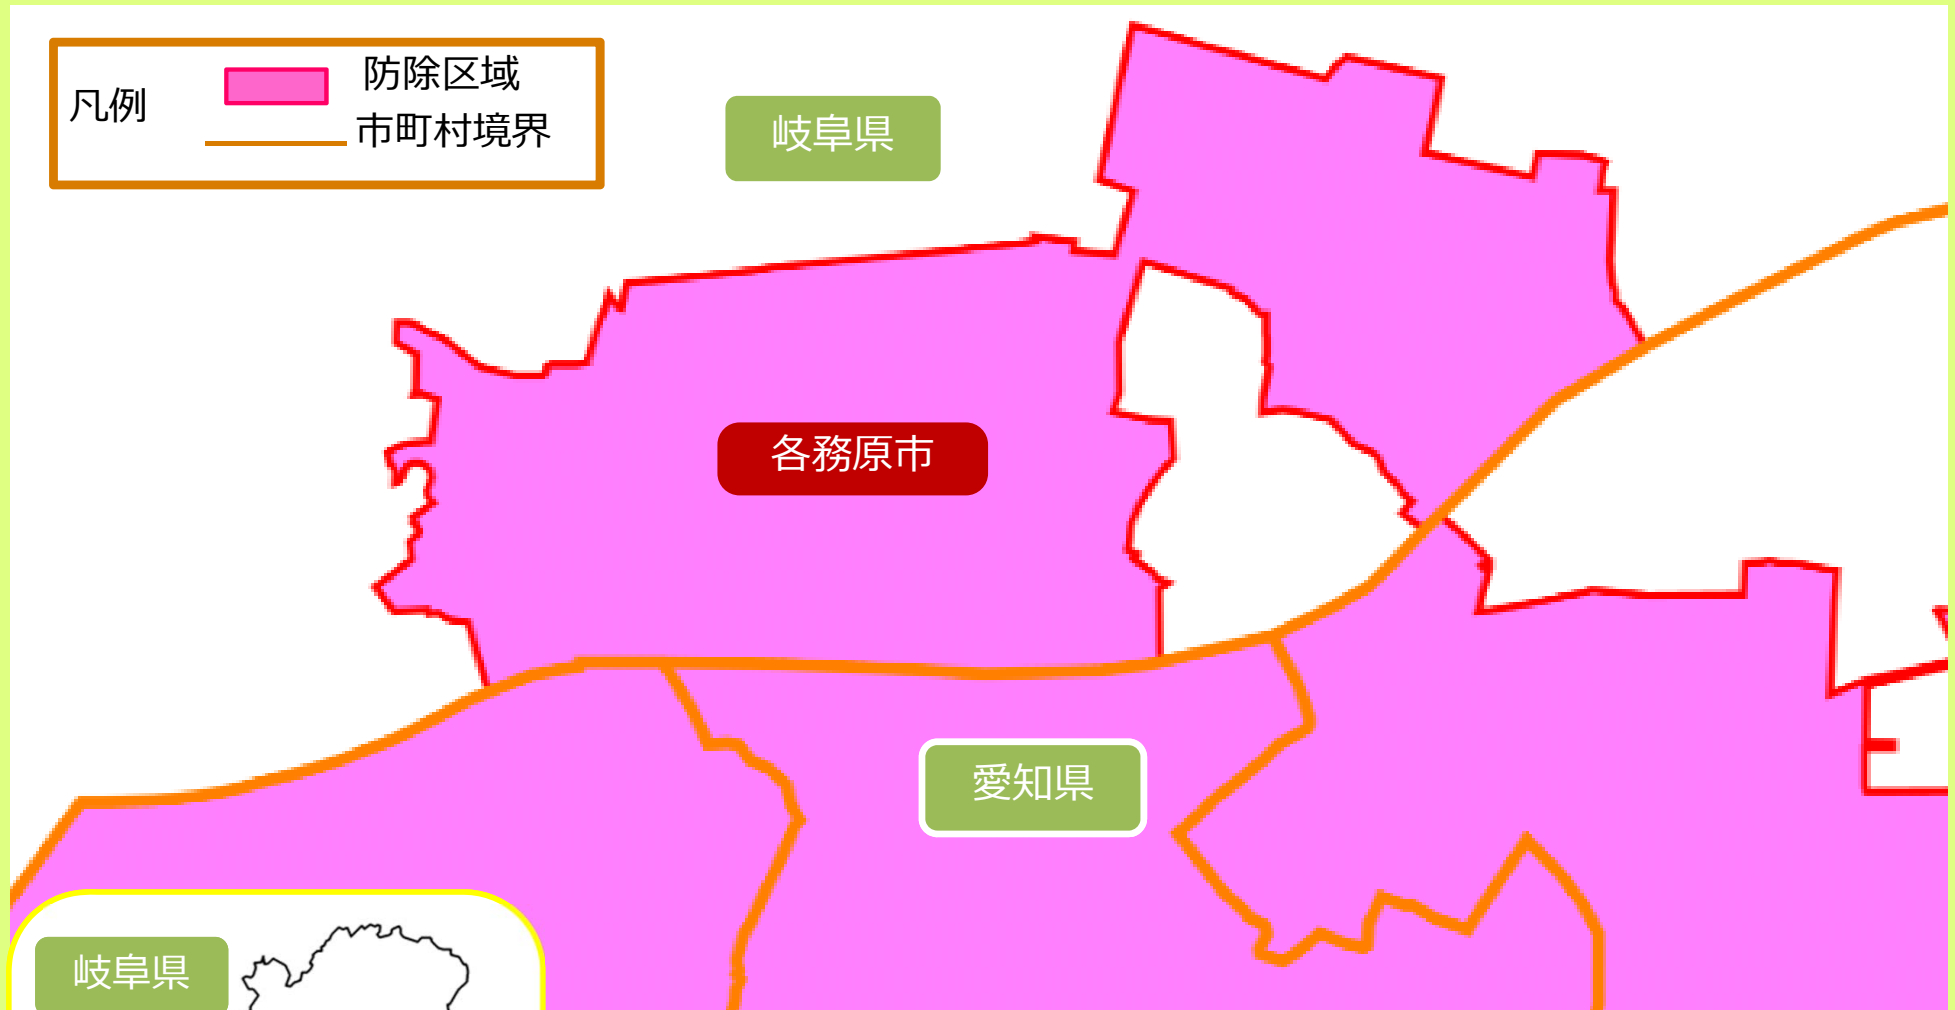 凡例
防除区域
市町村境界
岐阜県
各務原市
愛知県
岐阜県